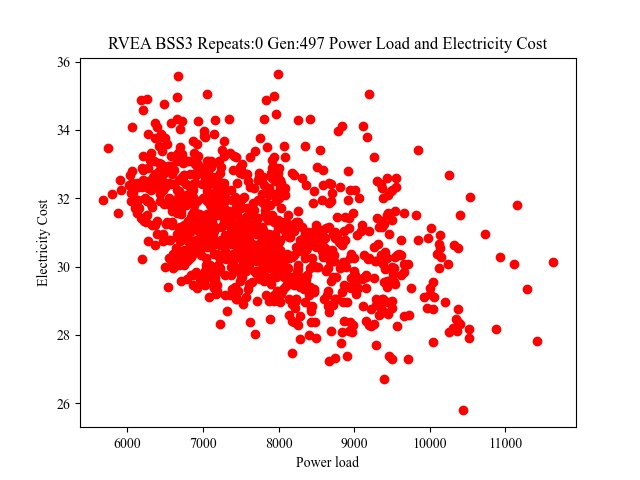 RVEA BSS3 Repeats:0 Gen:497 Power Load and Electricity Cost
36
34
32
30
28
26
Electricity Cost
6000 7000 8000 9000 10000 11000
Power load